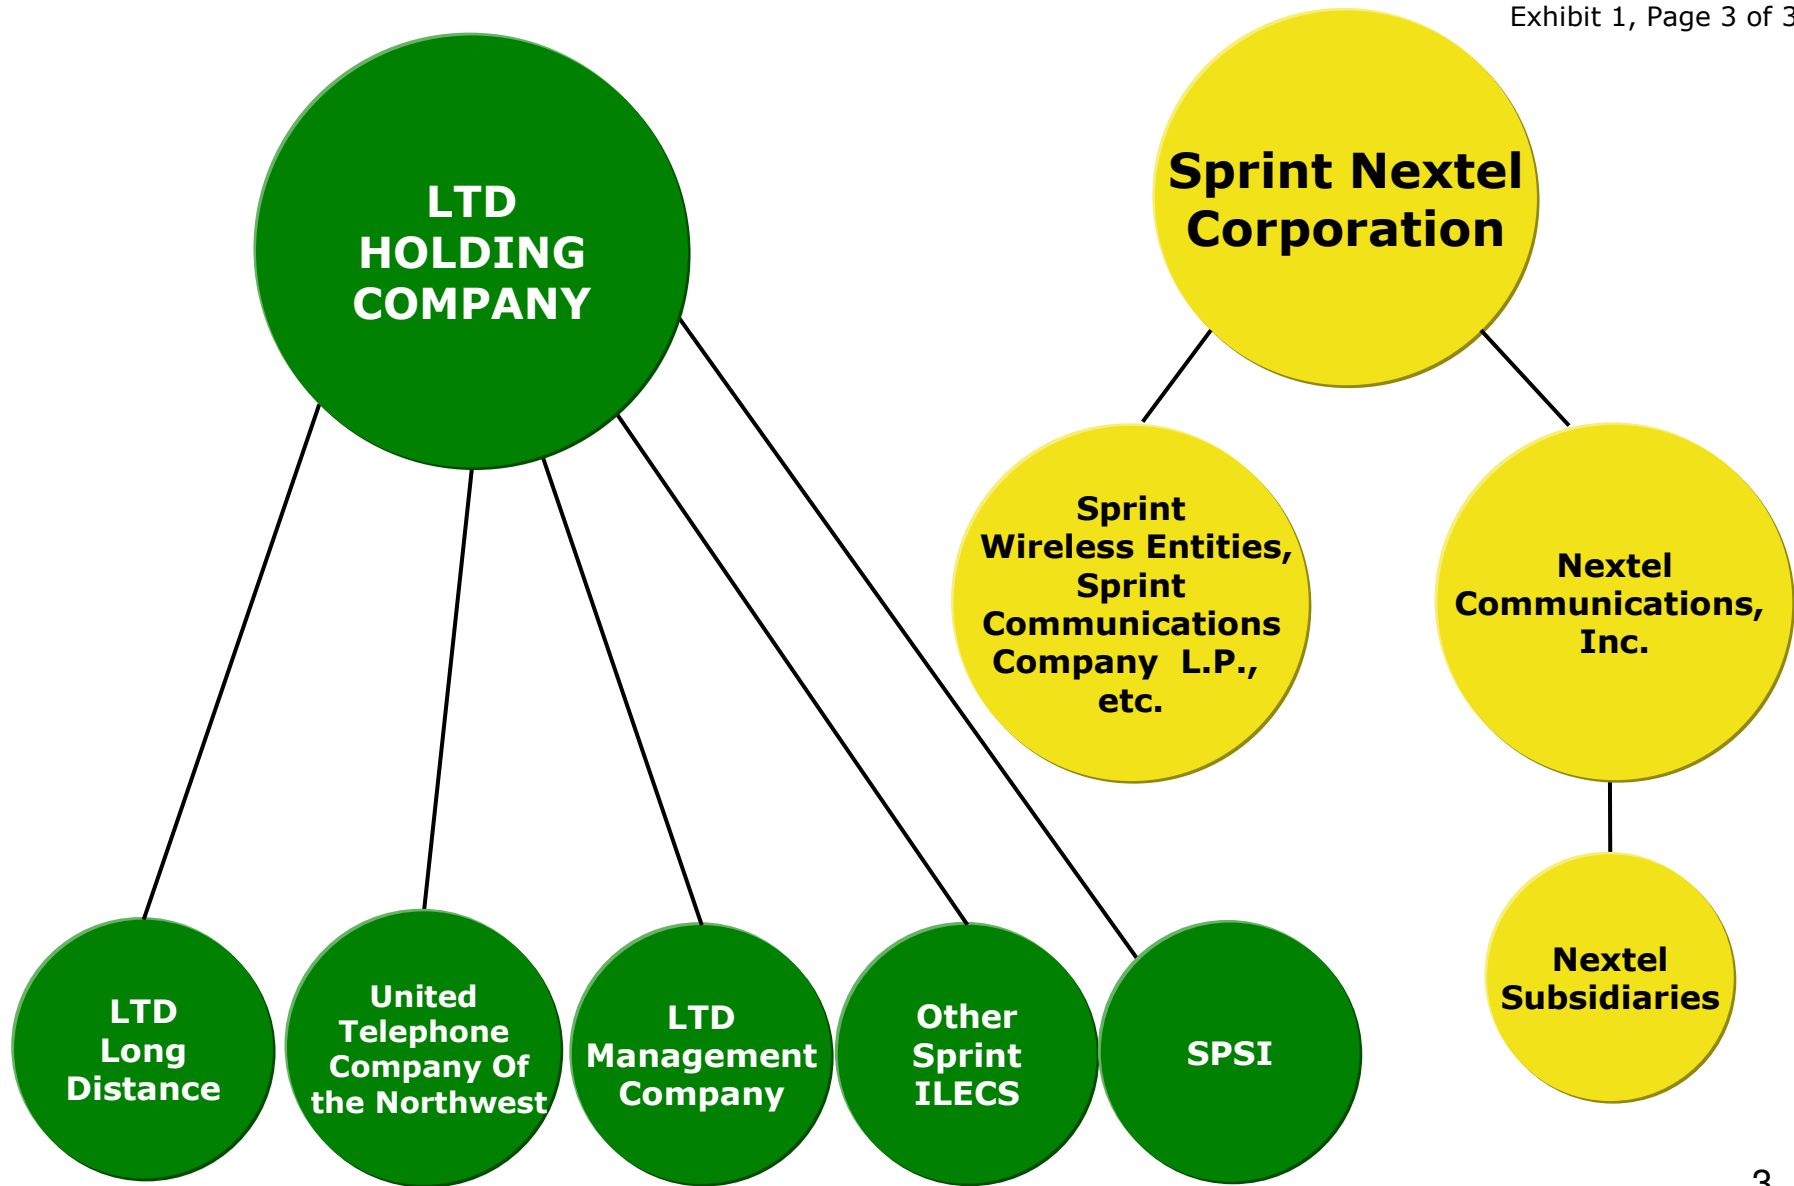 Exhibit 1, Page 3 of 3
LTD
HOLDING
COMPANY
Sprint Nextel
Corporation
Sprint
Wireless Entities,
Sprint
Communications
Company L.P.,
etc.
Nextel
Communications,
Inc.
LTD
Long
Distance
United
Telephone
Company Of
the Northwest
LTD
Management
Company
Other
Sprint
ILECS
SPSI
Nextel
Subsidiaries
3